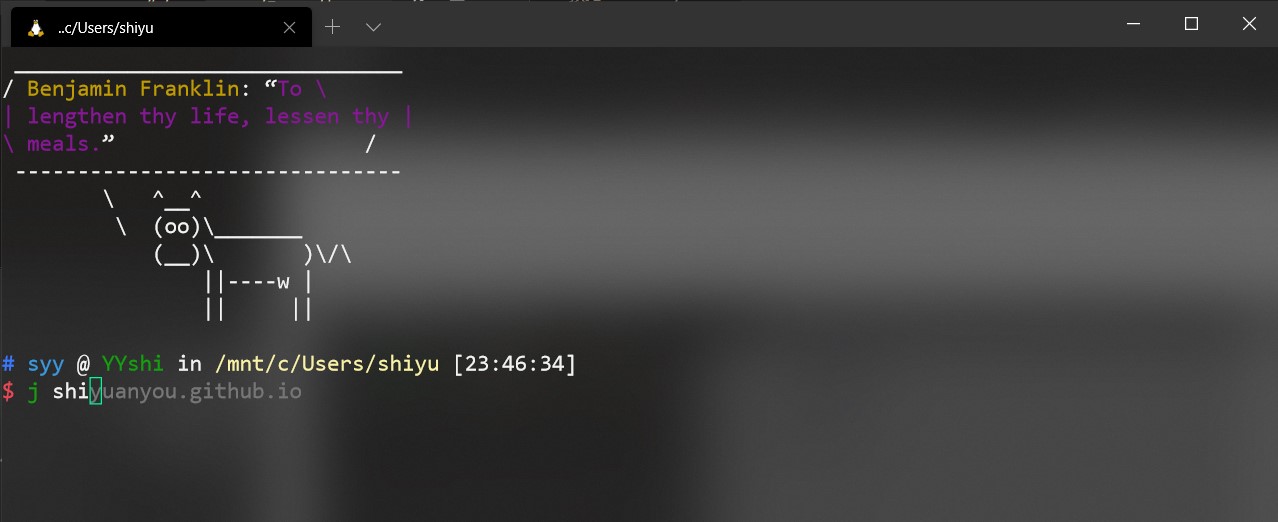 ..c/Users/shiyu
 _______________________________
/ Benjamin Franklin: “To \
| lengthen thy life, lessen thy |
\ meals.”                    /
 -------------------------------
        \   ^__^
         \  (oo)\_______
            (__)\       )\/\
                ||----w |
                ||     ||
# syy @ YYshi in /mnt/c/Users/shiyu [23:46:34]
$ j shiyuanyou.github.io